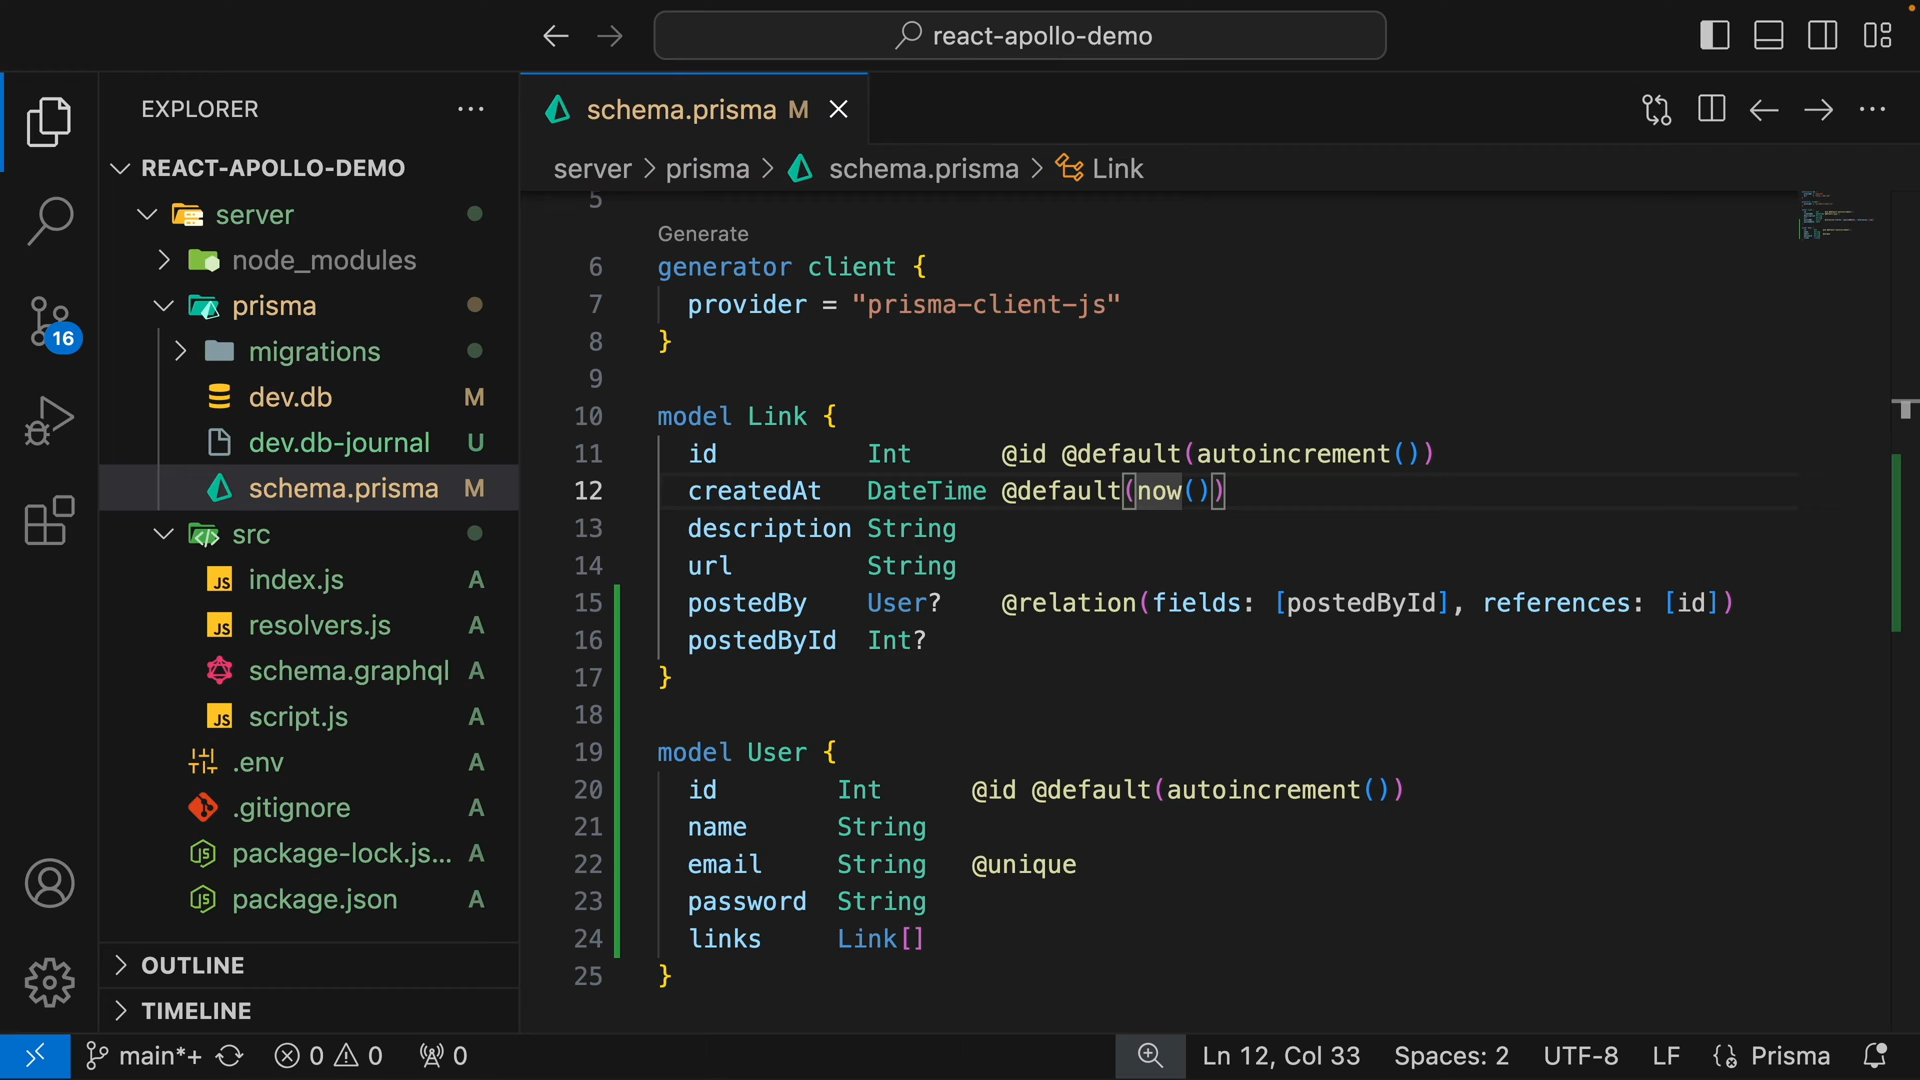 react-apollo-demo
EXPLORER
schema.prisma M
REACT-APOLLO-DEMO
server
node_modules
prisma
migrations
dev.db M
dev.db-journal U
schema.prisma M
src
index.js A
resolvers.js A
schema.graphql A
script.js A
.env A
.gitignore A
package-lock.js... A
package.json A
OUTLINE
TIMELINE
16
server > prisma > schema.prisma > Link
5
Generate
6 generator client {
7 provider = "prisma-client-js"
8 }
9
10 model Link {
11 id Int @id @default(autoincrement())
12 createdAt DateTime @default(now())
13 description String
14 url String
15 postedBy User? @relation(fields: [postedById], references: [id])
16 postedById Int?
17 }
18
19 model User {
20 id Int @id @default(autoincrement())
21 name String
22 email String @unique
23 password String
24 links Link[]
25 }
main*+ 0 0 0 Ln 12, Col 33 Spaces: 2 UTF-8 LF Prisma